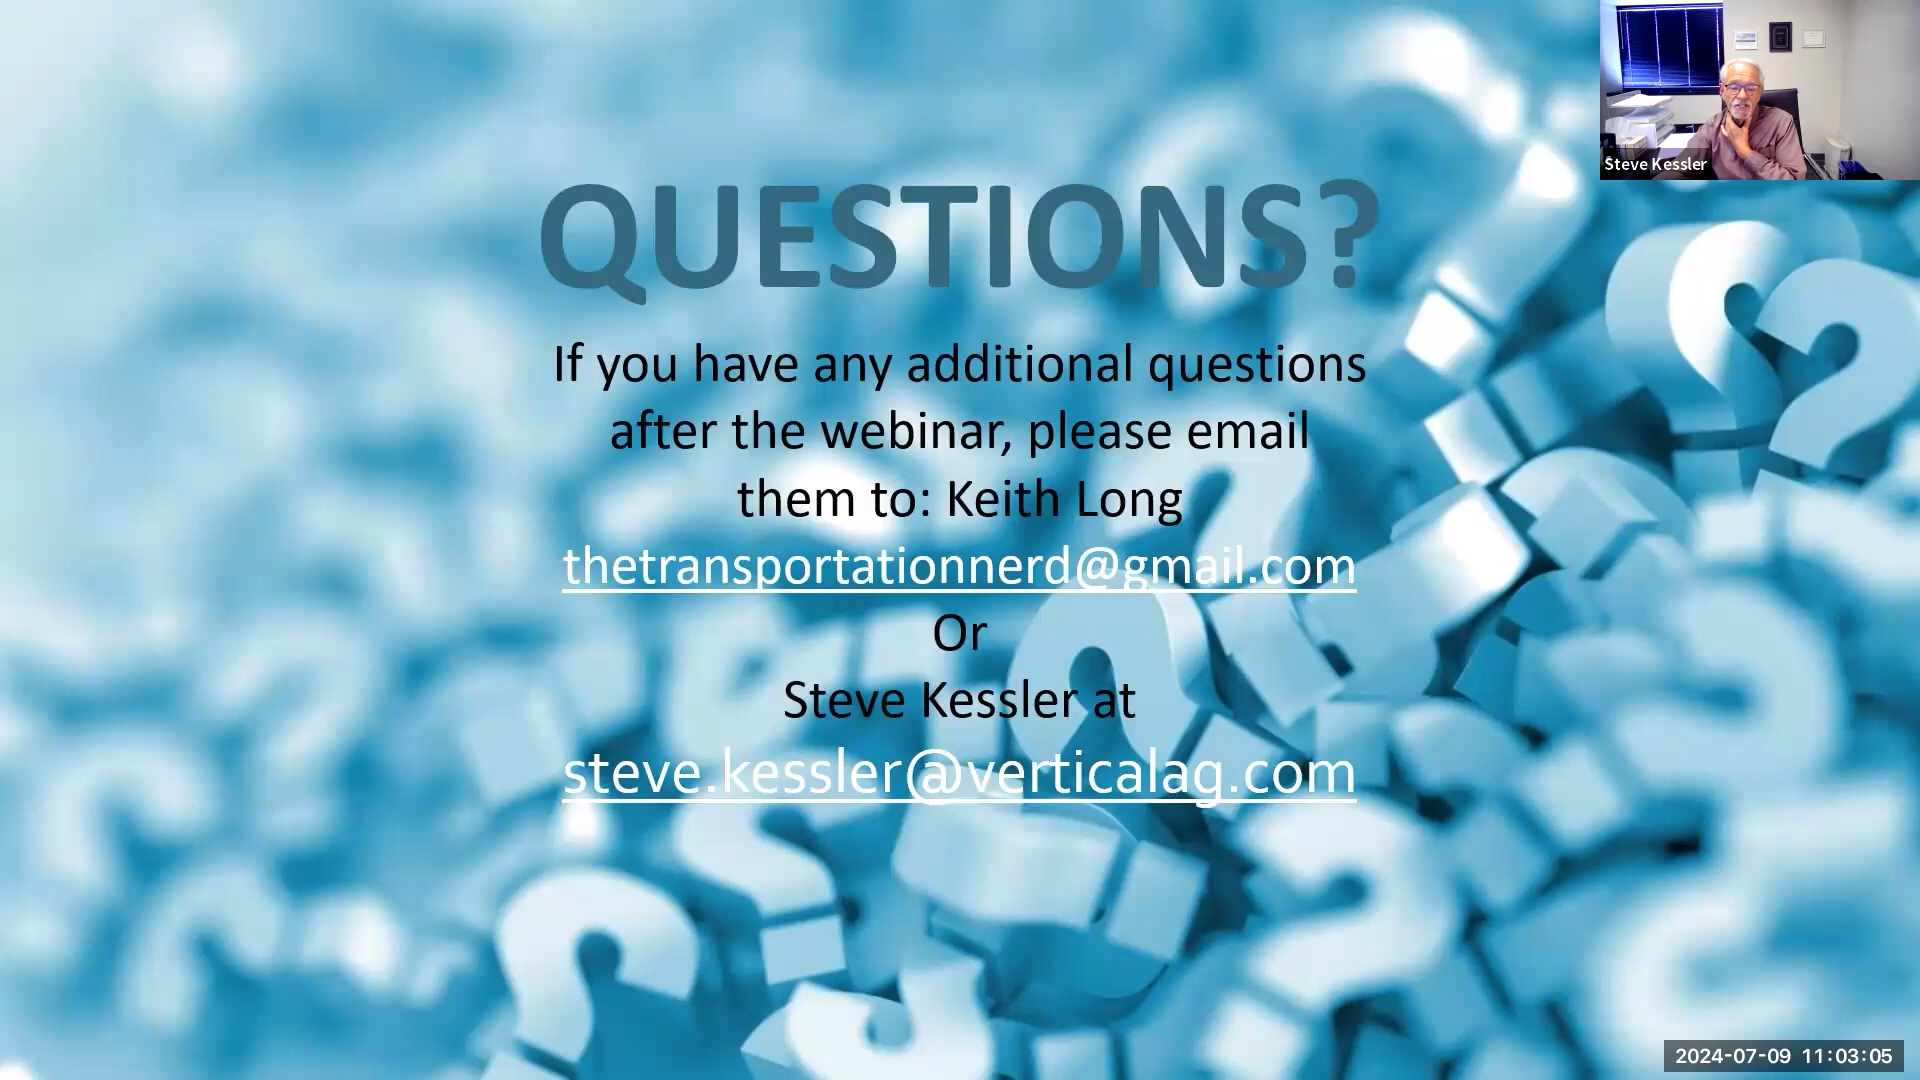 Steve Kessler
QUESTIONS?
If you have any additional questions
after the webinar, please email
them to: Keith Long
thetransportationnerd@gmail.com
Or
Steve Kessler at
steve.kessler@verticalag.com
2024-07-09 11:03:05